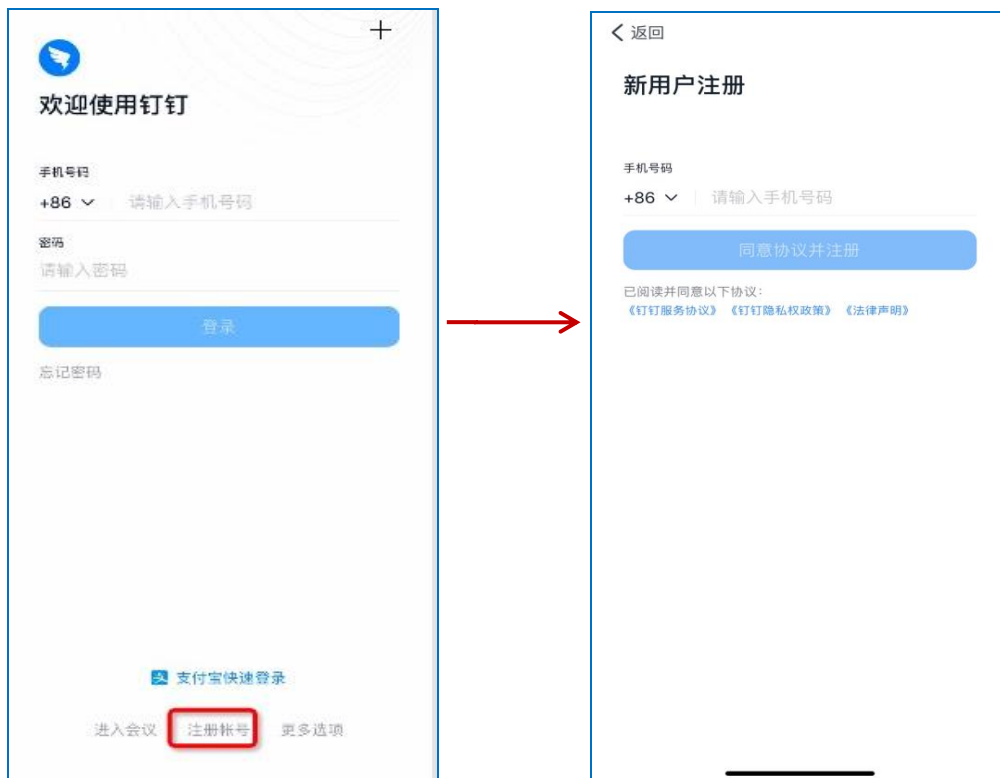 欢迎使用钉钉
手机号码
+86 请输入手机号码
密码
请输入密码
登录
忘记密码
支付宝快速登录
进入会议 注册帐号 更多选项
返回
新用户注册
手机号码
+86 请输入手机号码
同意协议并注册
已阅读并同意以下协议：
《钉钉服务协议》 《钉钉隐私权政策》 《法律声明》